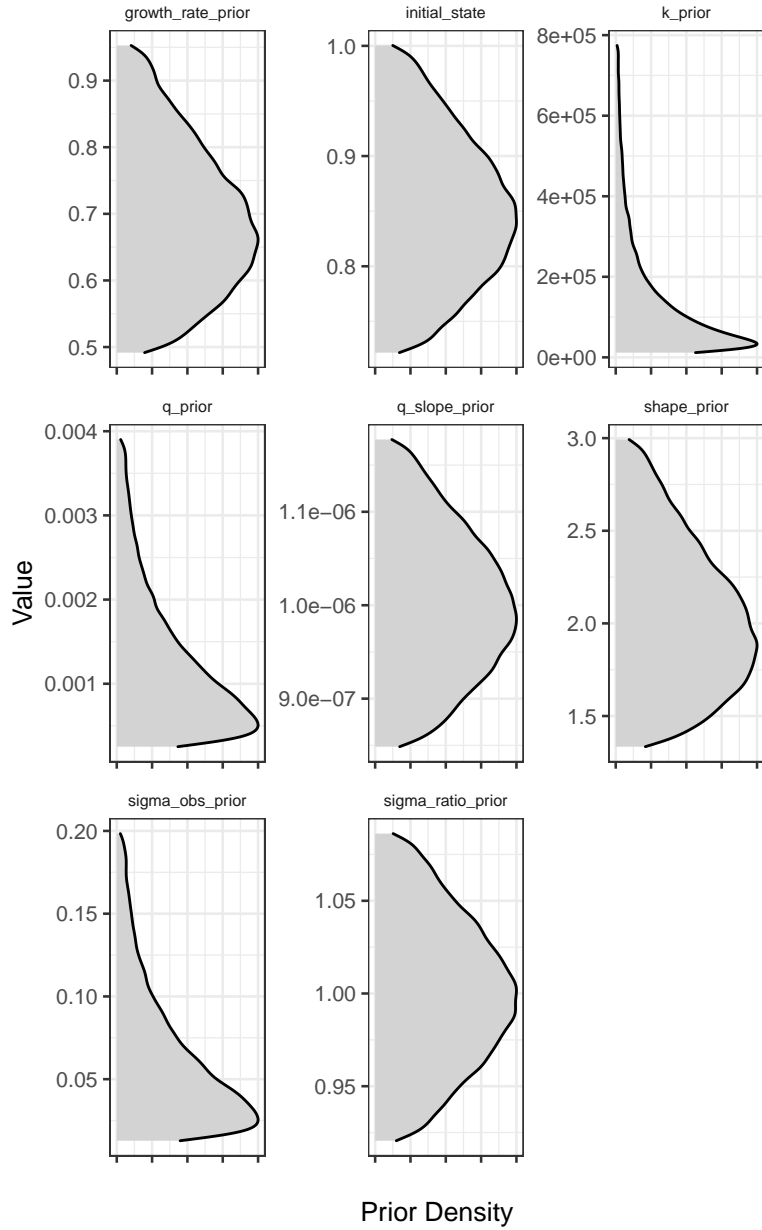 growth_rate_prior
initial_state
k_prior
0.9
0.8
0.7
0.6
0.5
1.0
0.9
0.8
8e+05
6e+05
4e+05
2e+05
0e+00
q_prior
q_slope_prior
shape_prior
0.004
0.003
0.002
0.001
1.1e−06
1.0e−06
9.0e−07
3.0
2.5
2.0
1.5
Value
sigma_obs_prior
sigma_ratio_prior
0.20
0.15
0.10
0.05
1.05
1.00
0.95
Prior Density